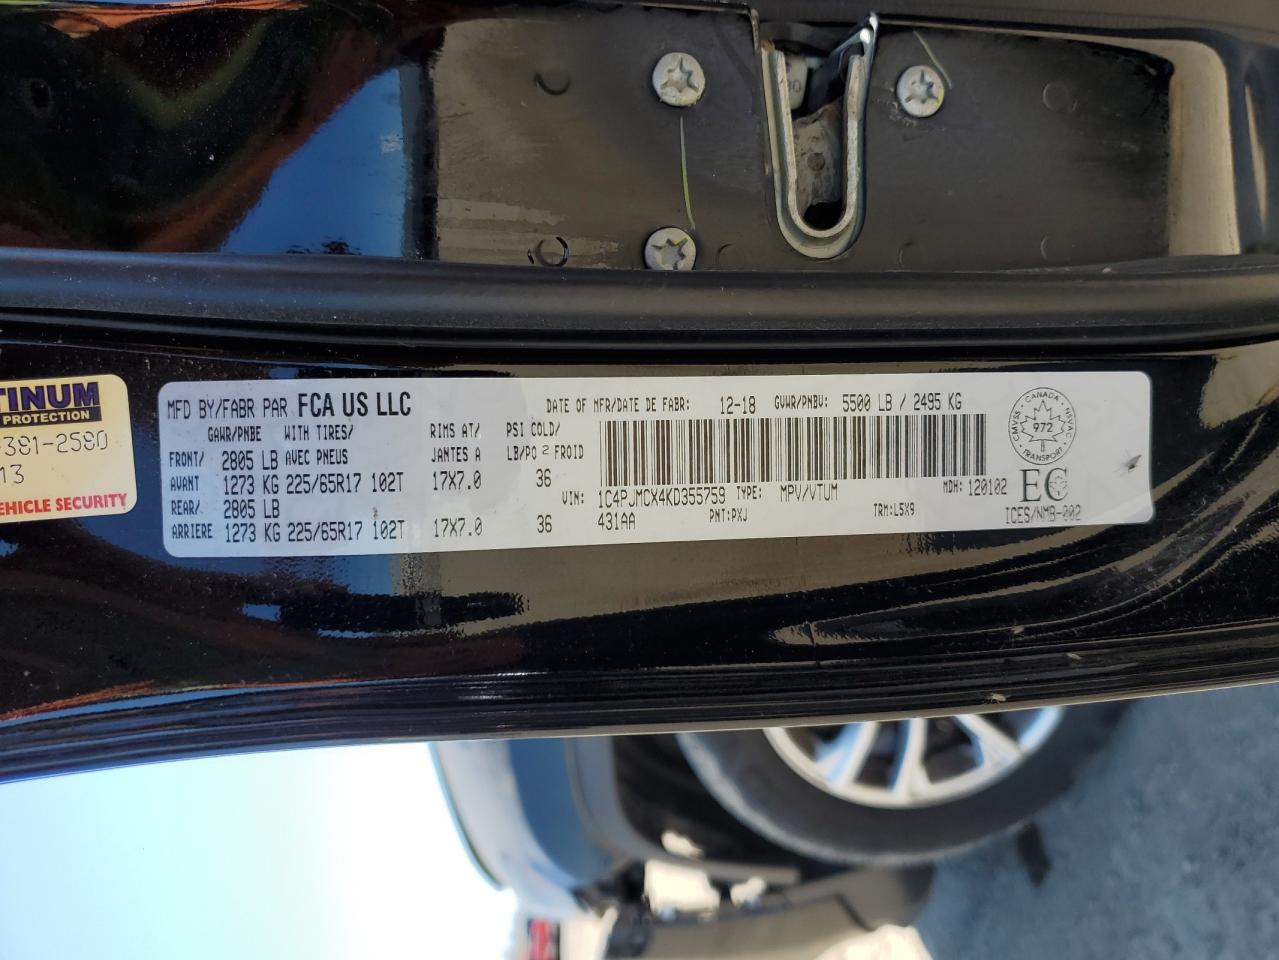 TINUM
PROTECTION
381-2580
13
EHICLE SECURITY
MFD BY/FABR PAR FCA US LLC
DATE OF MFR/DATE DE FABR: 12-18 GVWR/PNBV: 5500 LB / 2495 KG
GAWR/PNBE WITH TIRES/ RIMS AT/ PSI COLD/
FRONT/ 2805 LB AVEC PNEUS JANTES A LB/PO2 FROID
AVANT 1273 KG 225/65R17 102T 17X7.0 36
REAR/ 2805 LB
ARRIERE 1273 KG 225/65R17 102T 17X7.0 36
VIN: 1C4PJMCX4KD355759 TYPE: MPV/VTUM MDH: 120102
431AA PNT:PXJ TRM:L5X9
CANADA
CMVSS NSVAC
972
TRANSPORT
EC
ICES/NMB-002